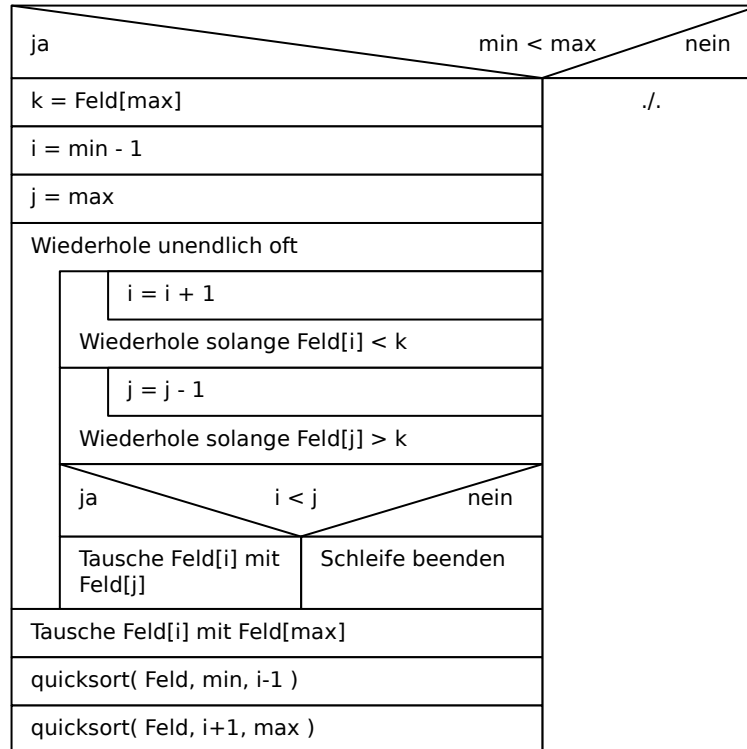 ja
min < max
nein
k = Feld[max]
./.
i = min - 1
j = max
Wiederhole unendlich oft
i = i + 1
Wiederhole solange Feld[i] < k
j = j - 1
Wiederhole solange Feld[j] > k
ja
i < j
nein
Tausche Feld[i] mit
Feld[j]
Schleife beenden
Tausche Feld[i] mit Feld[max]
quicksort( Feld, min, i-1 )
quicksort( Feld, i+1, max )